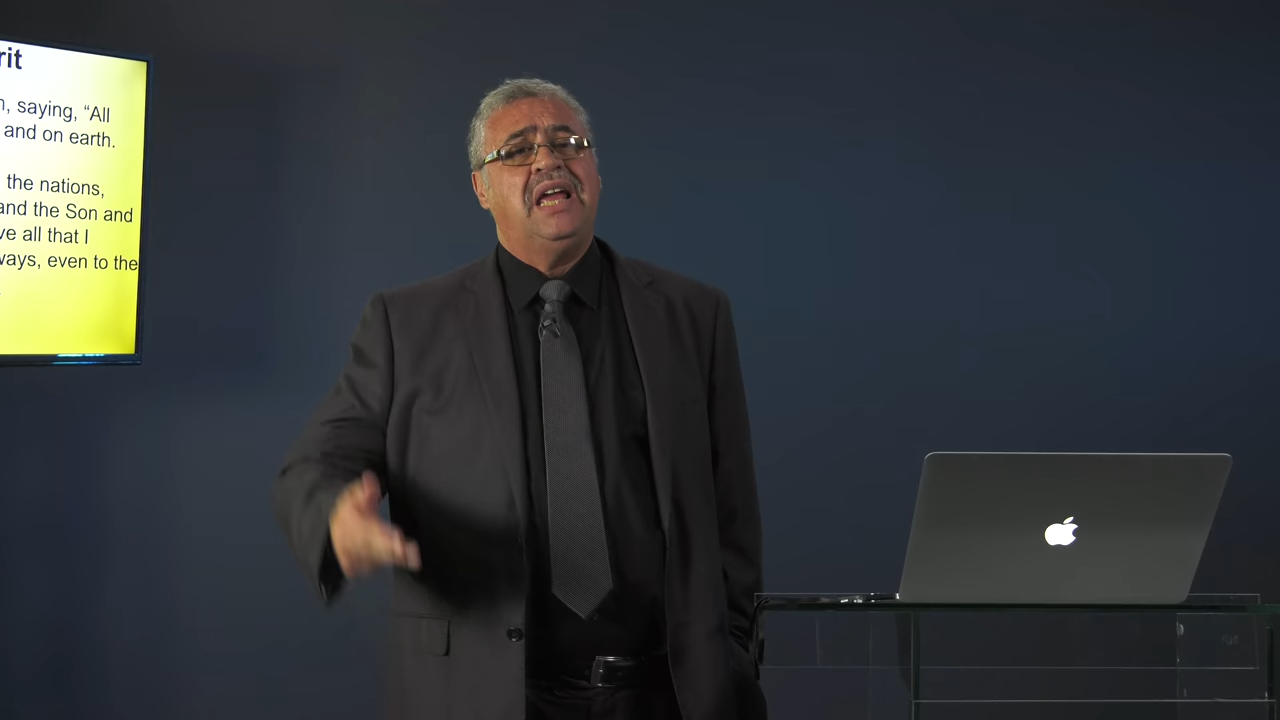 rit
, saying, “All
and on earth.
the nations,
and the Son and
ve all that I
ways, even to the